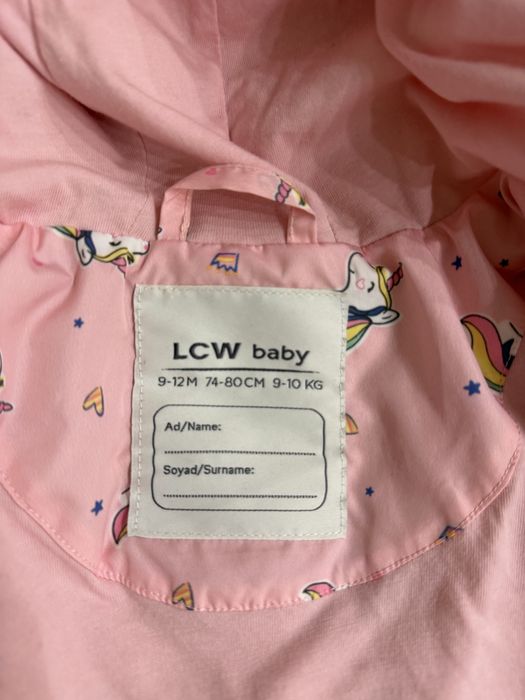 LCW baby
9-12M 74-80CM 9-10 KG
Ad/Name:
Soyad/Surname: